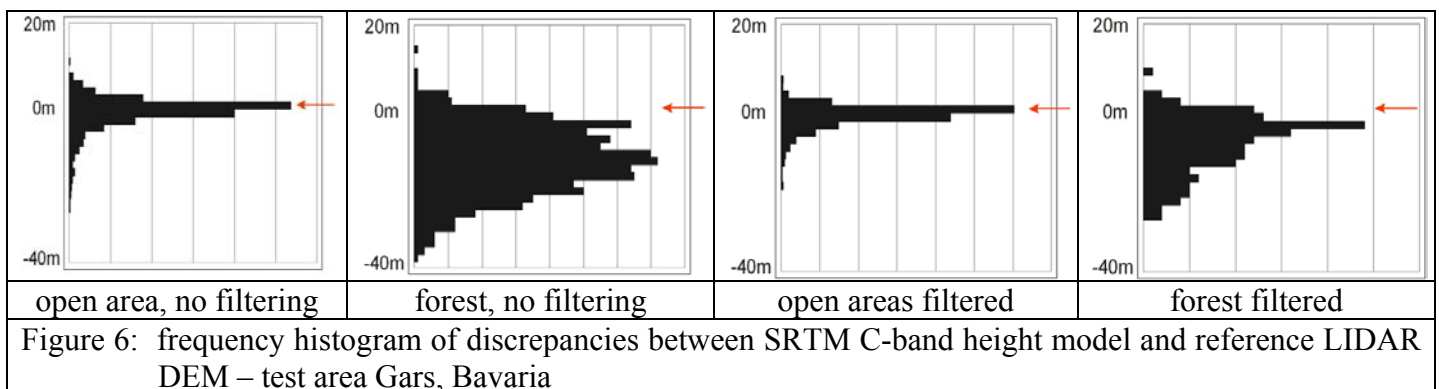 20m
0m
-40m
20m
0m
-40m
20m
0m
-40m
20m
0m
-40m
open area, no filtering
forest, no filtering
open areas filtered
forest filtered
Figure 6: frequency histogram of discrepancies between SRTM C-band height model and reference LIDAR
DEM – test area Gars, Bavaria